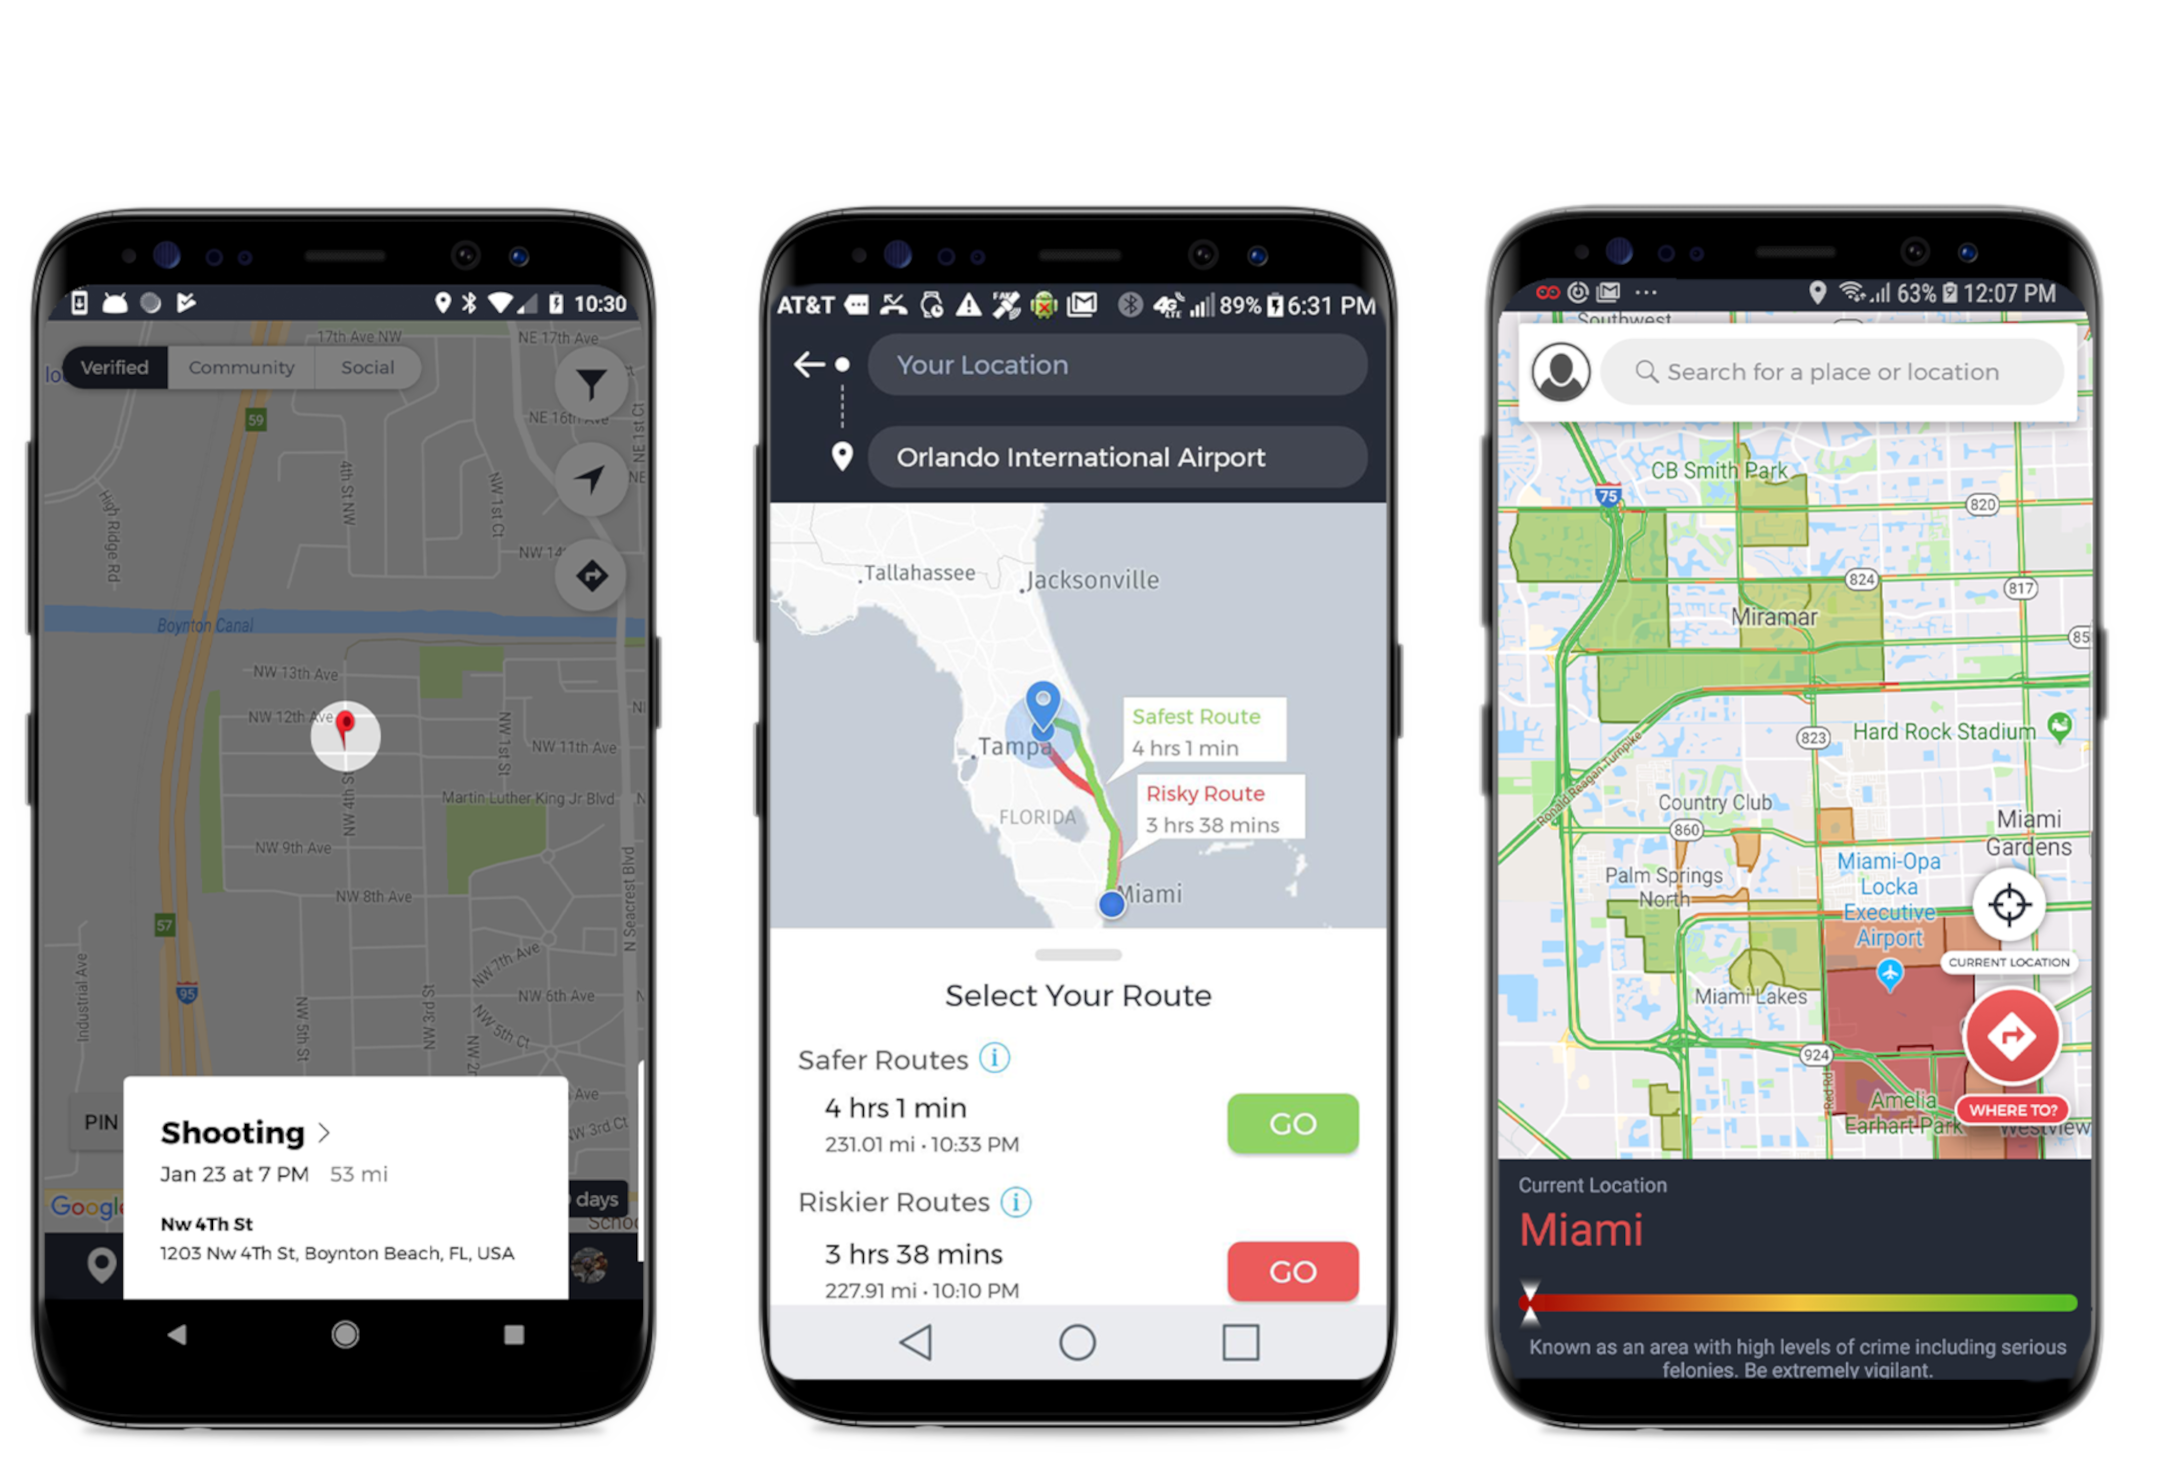 10:30
17th Ave NW
NE 17th Ave
Verified
Community
Social
59
NE 16th Ave
NE 1st Ct
4th St NW
NW 1st Ct
High Ridge Rd
NW 14
Boynton Canal
NW 13th Ave
NW 12th Ave
NW 1st St
NW 11th Ave
NW 4th St
Martin Luther King Jr Blvd
NW 9th Ave
NW 8th Ave
N Seacrest Blvd
57
NW 7th Ave
Industrial Ave
95
NW 6th Ave
NW 5th St
NW 3rd St
NW 5th Ct
Ave
PIN
NW 3rd Ct
Shooting >
Jan 23 at 7 PM 53 mi
days
Nw 4Th St
1203 Nw 4Th St, Boynton Beach, FL, USA
AT&T 4G LTE 89% 6:31 PM
Your Location
Orlando International Airport
Tallahassee
Jacksonville
Safest Route
4 hrs 1 min
Tampa
Risky Route
3 hrs 38 mins
FLORIDA
Miami
Select Your Route
Safer Routes i
4 hrs 1 min
231.01 mi · 10:33 PM
GO
Riskier Routes i
3 hrs 38 mins
227.91 mi · 10:10 PM
GO
63% 12:07 PM
Southwest
Search for a place or location
CB Smith Park
75
820
824
817
Miramar
85
823
Hard Rock Stadium
Ronald Reagan Turnpike
Country Club
860
Miami
Gardens
Miami-Opa
Locka
Executive
Airport
Palm Springs
North
CURRENT LOCATION
Miami Lakes
924
Red Rd
Amelia
Earhart Park
WHERE TO?
Westview
Current Location
Miami
Known as an area with high levels of crime including serious
felonies. Be extremely vigilant.